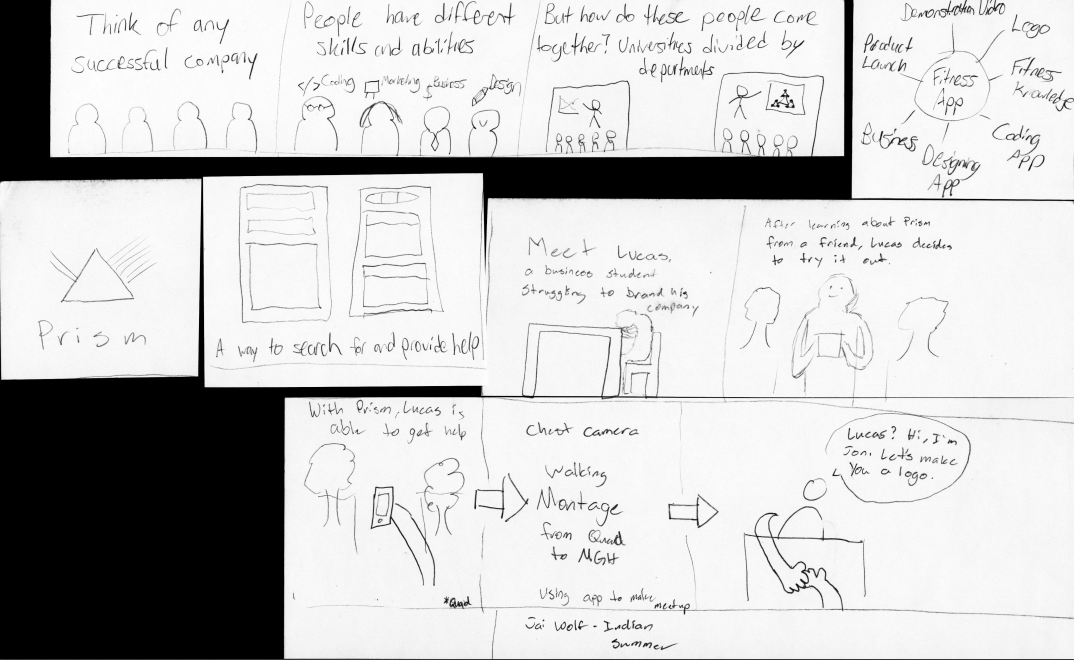 Think of any
successful company
People have different
skills and abilities
</> Coding
Marketing
$ Business
Design
But how do these people come
together? Universities divided by
departments
Demonstration Video
Logo
Product
Launch
Fitness
App
Fitness
Knowledge
Business
Designing
App
Coding
App
Prism
A way to search for and provide help
Meet Lucas,
a business student
struggling to brand his
company
After learning about Prism
from a friend, Lucas decides
to try it out.
With Prism, Lucas is
able to get help
*Quad
Chest Camera
Walking
Montage
from Quad
to MGH
Using app to make
meetup
Jai Wolf - Indian
Summer
Lucas? Hi, I'm
Jon. Let's make
you a logo.